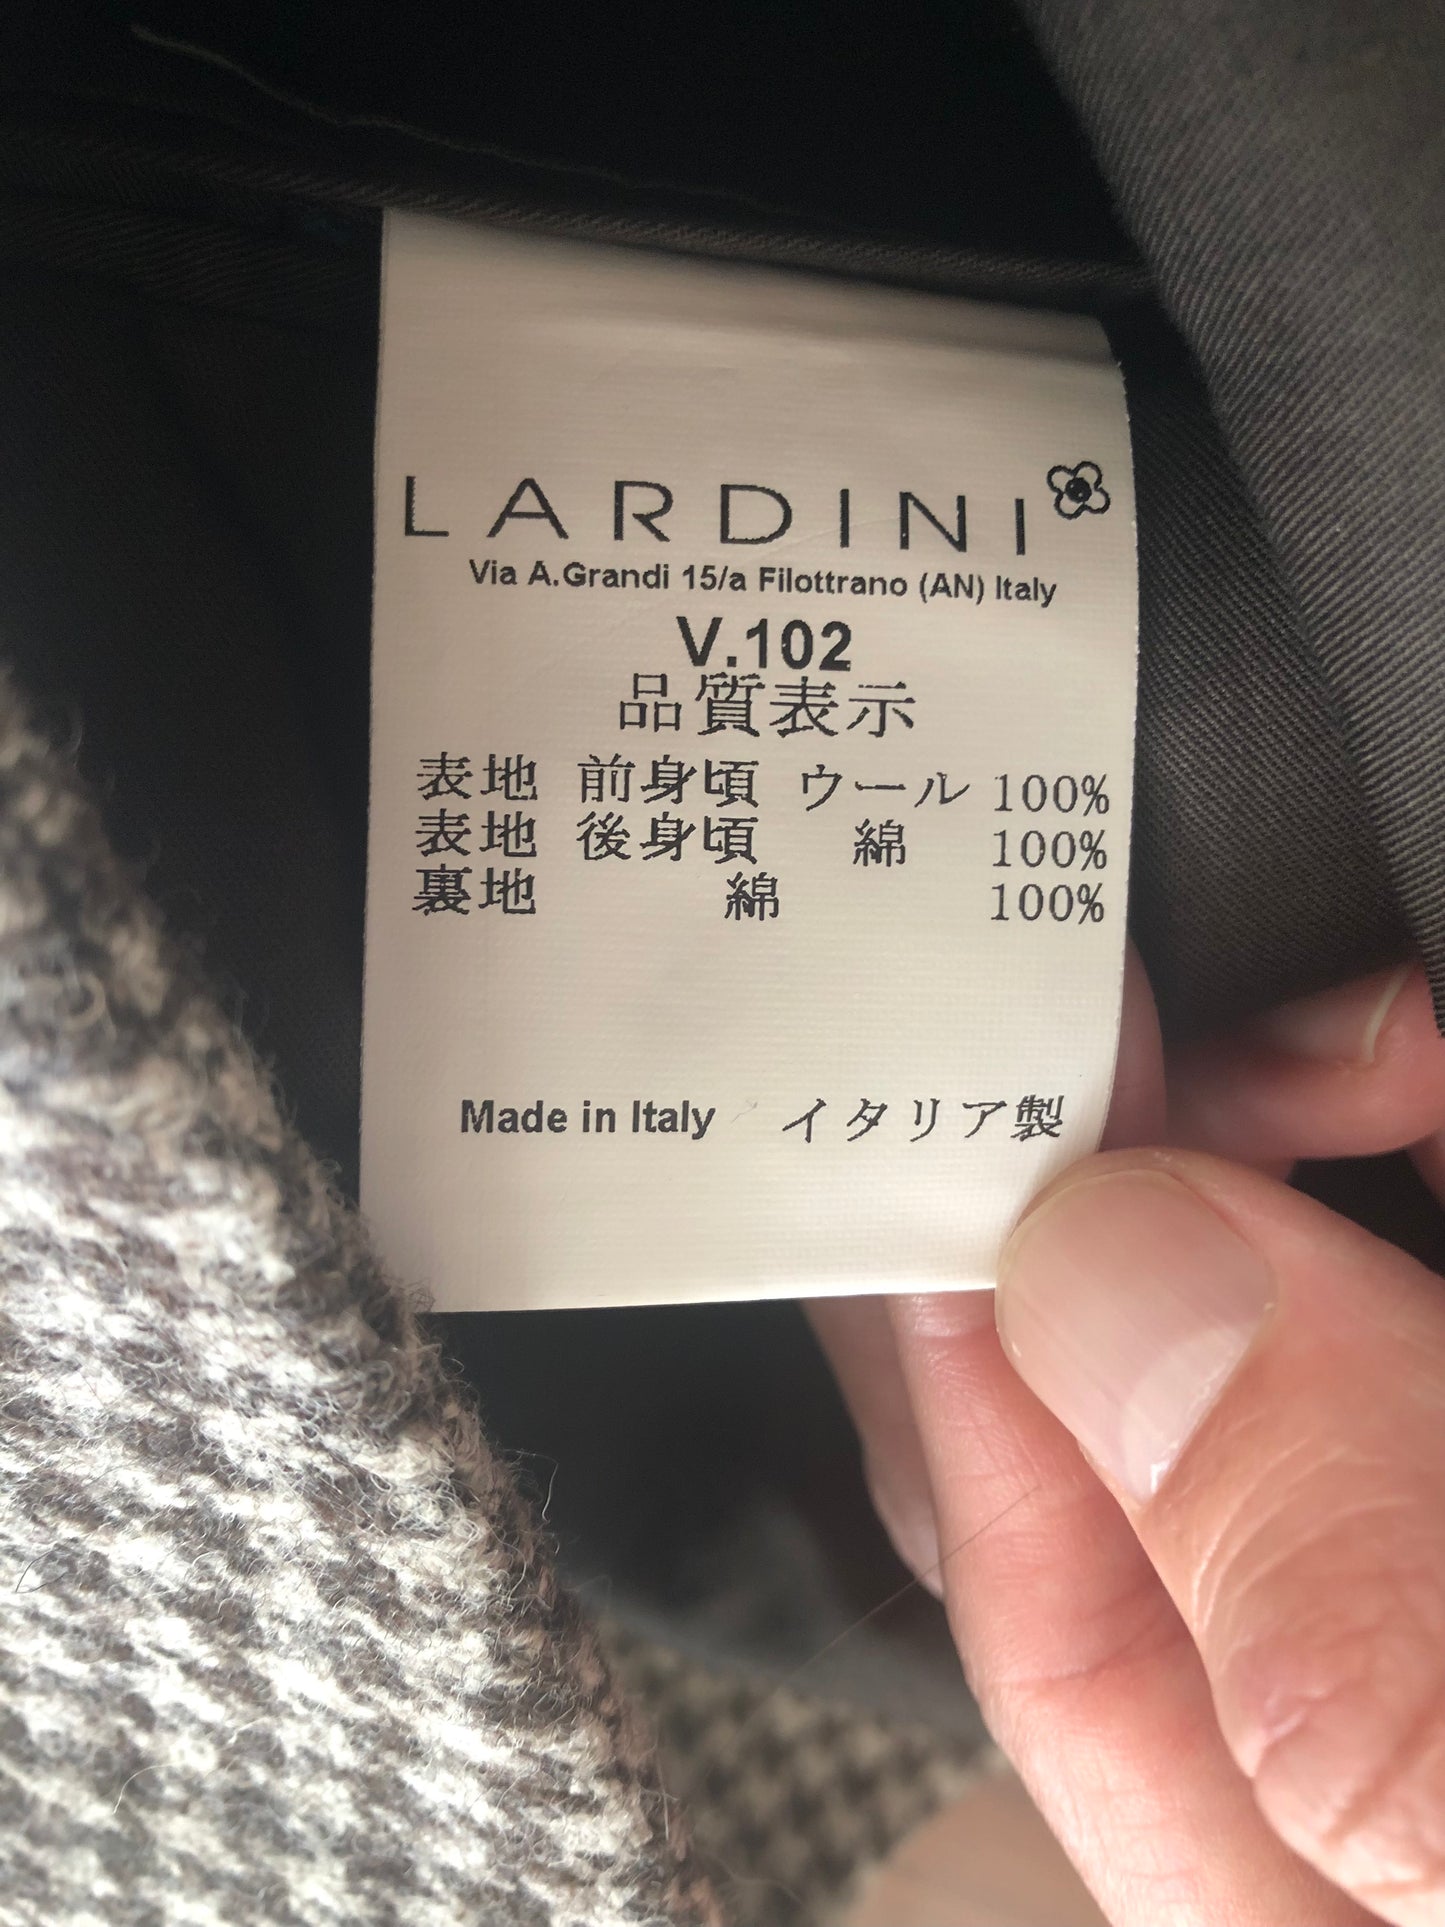 LARDINI
Via A.Grandi 15/a Filottrano (AN) Italy
V.102
品質表示
表地 前身頃 ウール 100%
表地 後身頃 綿 100%
裏地 綿 100%
Made in Italy イタリア製